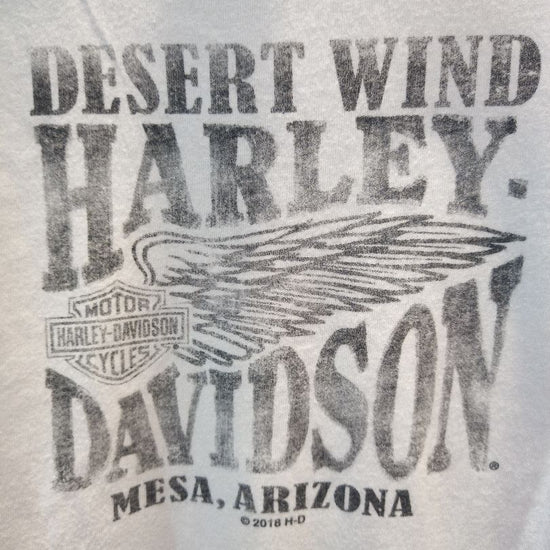 DESERT WIND
HARLEY-
MOTOR
HARLEY-DAVIDSON
CYCLES
DAVIDSON®
MESA, ARIZONA
© 2018 H-D